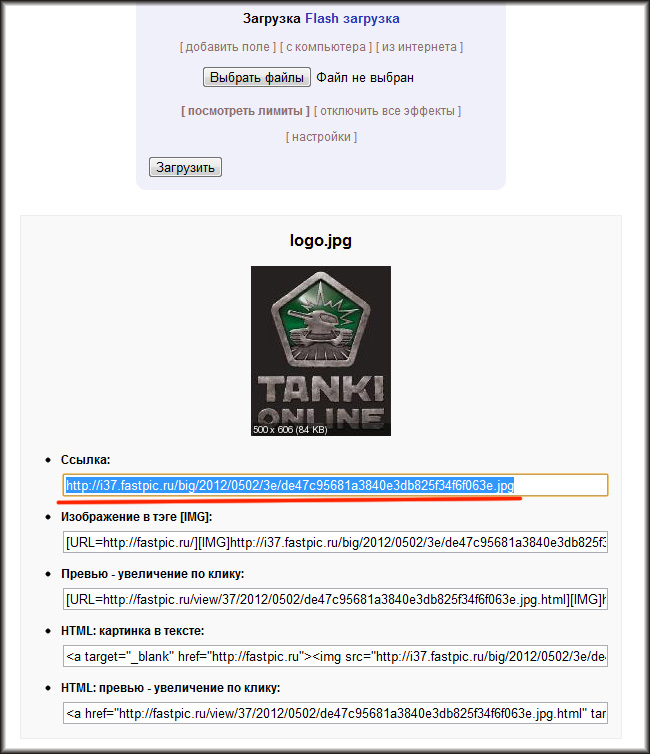 Загрузка Flash загрузка
[ добавить поле ] [ с компьютера ] [ из интернета ]
Выбрать файлы Файл не выбран
[ посмотреть лимиты ] [ отключить все эффекты ]
[ настройки ]
Загрузить
logo.jpg
TANKI
ONLINE
500 x 606 (84 KB)
Ссылка:
http://i37.fastpic.ru/big/2012/0502/3e/de47c95681a3840e3db825f34f6f063e.jpg
Изображение в тэге [IMG]:
[URL=http://fastpic.ru/][IMG]http://i37.fastpic.ru/big/2012/0502/3e/de47c95681a3840e3db825f3
Превью - увеличение по клику:
[URL=http://fastpic.ru/view/37/2012/0502/de47c95681a3840e3db825f34f6f063e.jpg.html][IMG]h
HTML: картинка в тексте:
<a target="_blank" href="http://fastpic.ru"><img src="http://i37.fastpic.ru/big/2012/0502/3e/de
HTML: превью - увеличение по клику:
<a href="http://fastpic.ru/view/37/2012/0502/de47c95681a3840e3db825f34f6f063e.jpg.html" tar